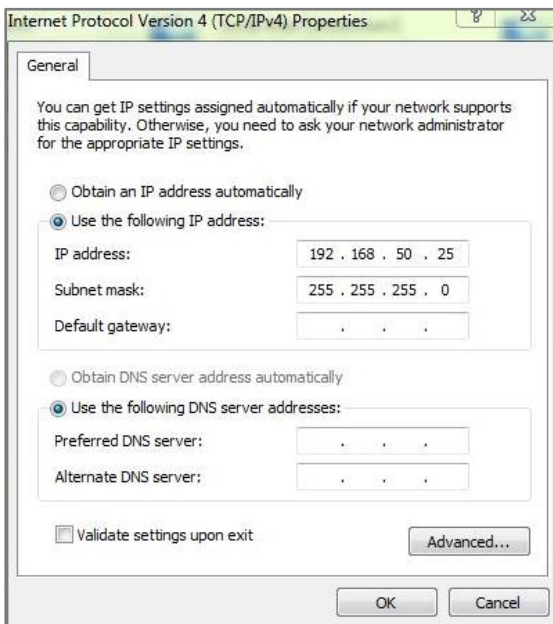 Internet Protocol Version 4 (TCP/IPv4) Properties
General
You can get IP settings assigned automatically if your network supports
this capability. Otherwise, you need to ask your network administrator
for the appropriate IP settings.
Obtain an IP address automatically
Use the following IP address:
IP address: 192 . 168 . 50 . 25
Subnet mask: 255 . 255 . 255 . 0
Default gateway: . . .
Obtain DNS server address automatically
Use the following DNS server addresses:
Preferred DNS server: . . .
Alternate DNS server: . . .
Validate settings upon exit
Advanced...
OK Cancel